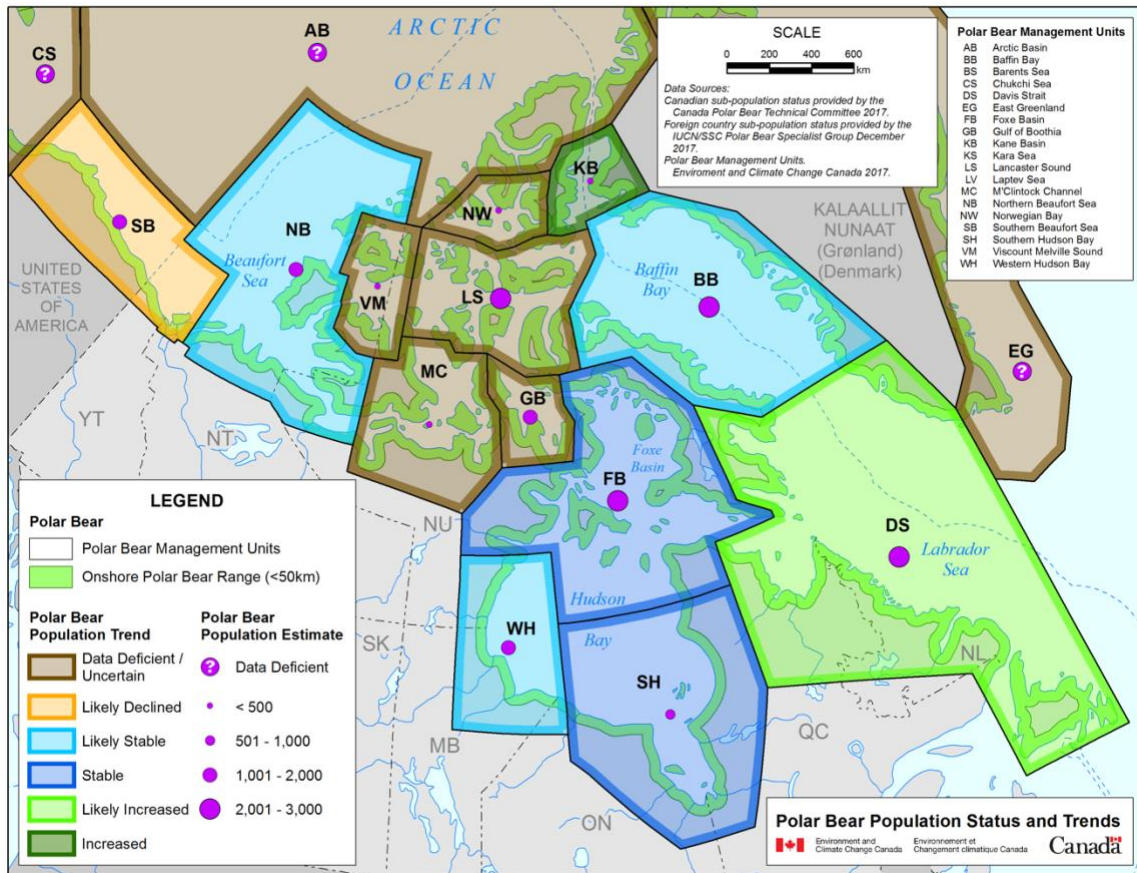 CS
AB
ARCTIC
OCEAN
SB
NB
Beaufort
Sea
VM
NW
KB
LS
MC
GB
BB
Baffin
Bay
KALAALLIT
NUNAAT
(Grønland)
(Denmark)
EG
UNITED
STATES
OF
AMERICA
YT
NT
NU
Foxe
Basin
FB
DS
Labrador
Sea
Hudson
Bay
WH
SH
SK
MB
ON
QC
NL
SCALE
0 200 400 600
km
Data Sources:
Canadian sub-population status provided by the
Canada Polar Bear Technical Committee 2017.
Foreign country sub-population status provided by the
IUCN/SSC Polar Bear Specialist Group December
2017.
Polar Bear Management Units.
Enviroment and Climate Change Canada 2017.
Polar Bear Management Units
AB Arctic Basin
BB Baffin Bay
BS Barents Sea
CS Chukchi Sea
DS Davis Strait
EG East Greenland
FB Foxe Basin
GB Gulf of Boothia
KB Kane Basin
KS Kara Sea
LS Lancaster Sound
LV Laptev Sea
MC M'Clintock Channel
NB Northern Beaufort Sea
NW Norwegian Bay
SB Southern Beaufort Sea
SH Southern Hudson Bay
VM Viscount Melville Sound
WH Western Hudson Bay
LEGEND
Polar Bear
Polar Bear Management Units
Onshore Polar Bear Range (<50km)
Polar Bear
Population Trend
Data Deficient /
Uncertain
Likely Declined
Likely Stable
Stable
Likely Increased
Increased
Polar Bear
Population Estimate
? Data Deficient
< 500
501 - 1,000
1,001 - 2,000
2,001 - 3,000
Polar Bear Population Status and Trends
Environment and
Climate Change Canada
Environnement et
Changement climatique Canada
Canada